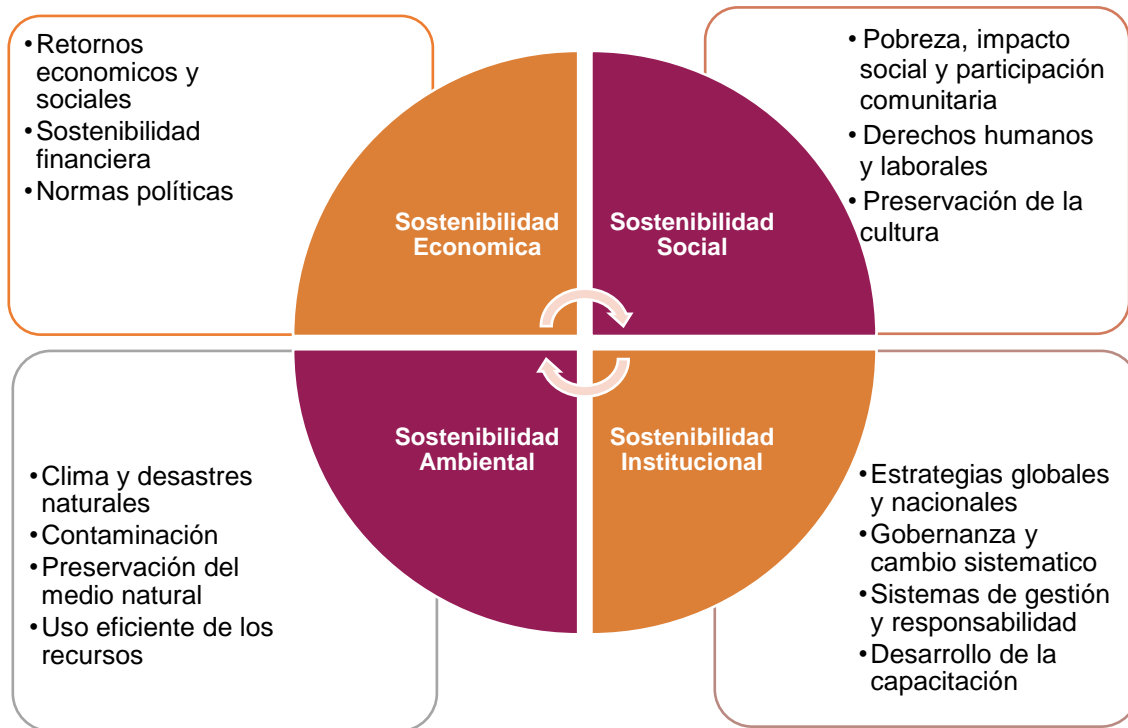 •Retornos
economicos y
sociales
•Sostenibilidad
financiera
•Normas políticas
Sostenibilidad
Economica
Sostenibilidad
Social
• Pobreza, impacto
social y participación
comunitaria
• Derechos humanos
y laborales
• Preservación de la
cultura
•Clima y desastres
naturales
•Contaminación
•Preservación del
medio natural
•Uso eficiente de los
recursos
Sostenibilidad
Ambiental
Sostenibilidad
Institucional
•Estrategias globales
y nacionales
•Gobernanza y
cambio sistematico
•Sistemas de gestión
y responsabilidad
•Desarrollo de la
capacitación